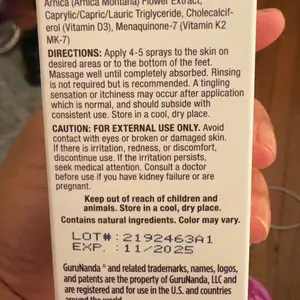 Arnica (Arnica Montana) Flower Extract,
Caprylic/Capric/Lauric Triglyceride, Cholecalcif-
erol (Vitamin D3), Menaquinone-7 (Vitamin K2
MK-7)
DIRECTIONS: Apply 4-5 sprays to the skin on
desired areas or to the bottom of the feet.
Massage well until completely absorbed. Rinsing
is not required but is recommended. A tingling
sensation or itchiness may occur after application
which is normal, and should subside with
consistent use. Store in a cool, dry place.
CAUTION: FOR EXTERNAL USE ONLY. Avoid
contact with eyes or broken or damaged skin.
If there is irritation, redness, or discomfort,
discontinue use. If the irritation persists,
seek medical attention. Consult a doctor
before use if you have kidney failure or are
pregnant.
Keep out of reach of children and
animals. Store in a cool, dry place.
Contains natural ingredients. Color may vary.
LOT#: 2192463A1
EXP.: 11/2025
GuruNanda® and related trademarks, names, logos,
and patents are the property of GuruNanda, LLC and
are registered and for use in the U.S. and countries
around the world.